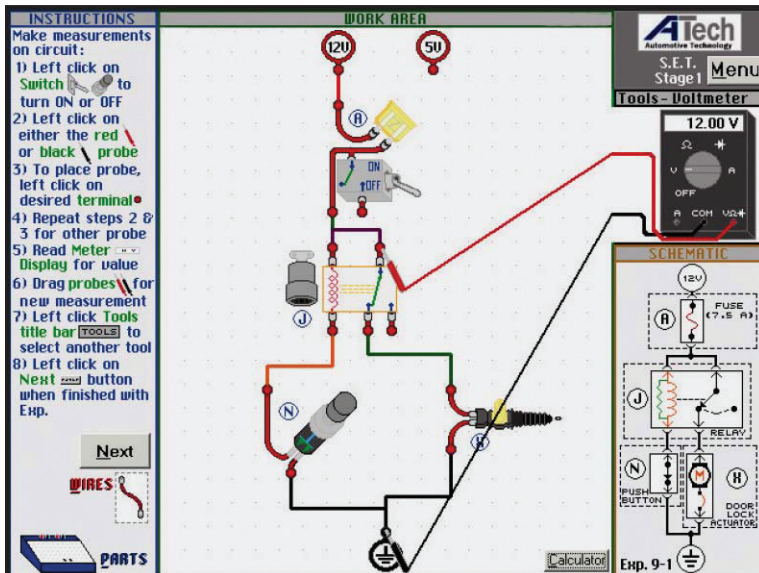 INSTRUCTIONS
Make measurements
on circuit:
1) Left click on
Switch to
turn ON or OFF
2) Left click on
either the red
or black probe
3) To place probe,
left click on
desired terminal
4) Repeat steps 2 &
3 for other probe
5) Read Meter
Display for value
6) Drag probes for
new measurement
7) Left click Tools
title bar TOOLS to
select another tool
8) Left click on
Next button
when finished with
Exp.
Next
WIRES
PARTS
WORK AREA
12V
5V
A
ON
OFF
J
N
Calculator
ATech
Automotive Technology
S.E.T.
Stage1
Menu
Tools-Voltmeter
12.00 V
Ω
V
A
OFF
A
COM
VΩ
SCHEMATIC
12V
A
FUSE
(7.5 A)
J
RELAY
N
M
X
PUSH
BUTTON
DOOR
LOCK
ACTUATOR
Exp. 9-1